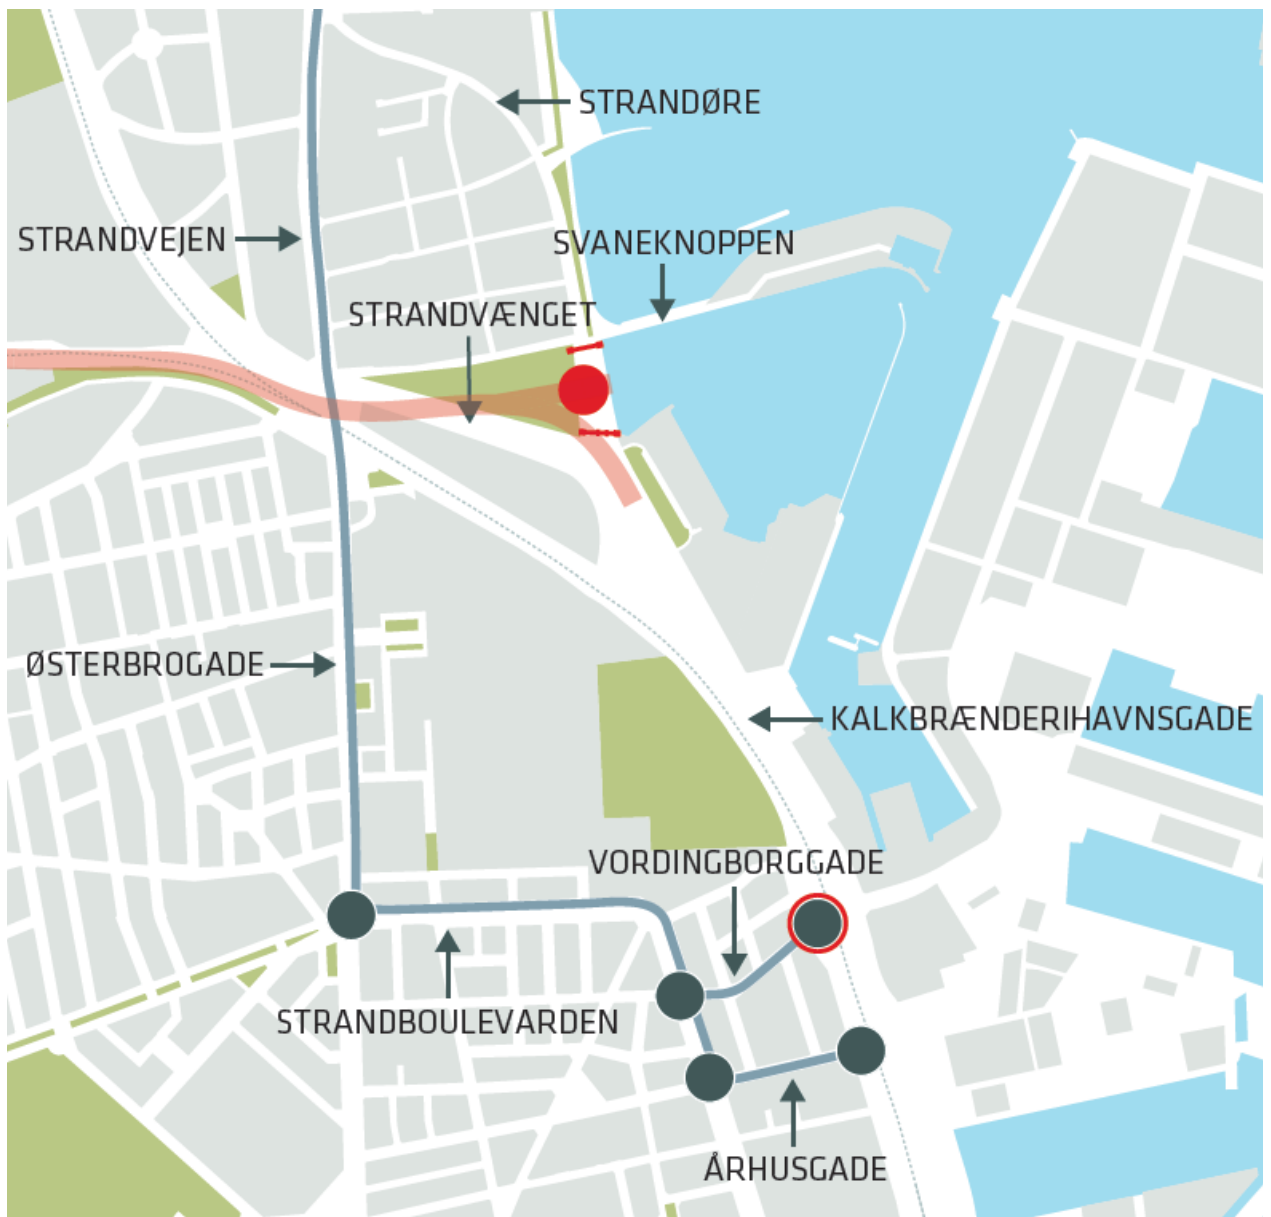 STRANDØRE
STRANDVEJEN
SVANEKNOPPEN
STRANDVÆNGET
ØSTERBROGADE
KALKBRÆNDERIHAVNSGADE
VORDINGBORGGADE
STRANDBOULEVARDEN
ÅRHUSGADE